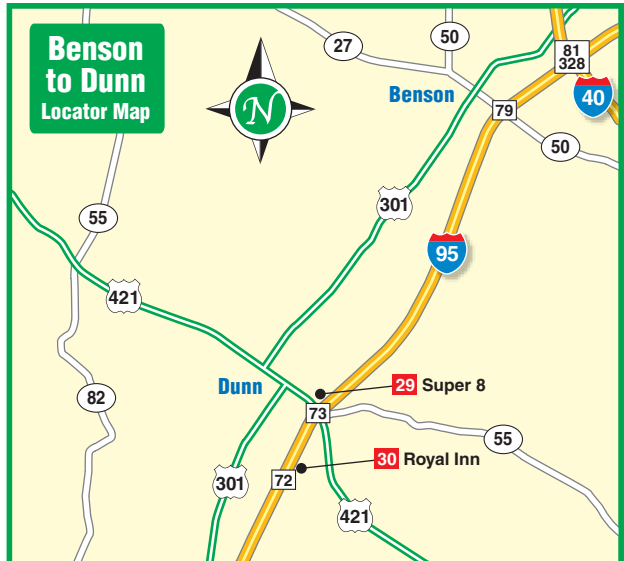 Benson
to Dunn
Locator Map
N
27
50
81
328
40
Benson
79
50
301
55
95
421
Dunn
29 Super 8
73
82
55
30 Royal Inn
301
72
421